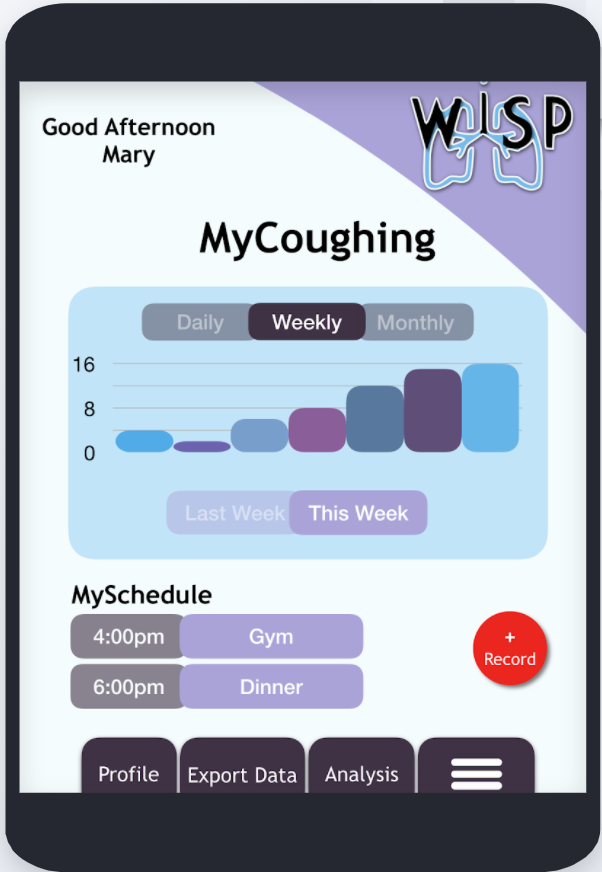 Good Afternoon
Mary
WiSP
MyCoughing
Daily Weekly Monthly
16
8
0
Last Week This Week
MySchedule
4:00pm Gym
6:00pm Dinner
+
Record
Profile Export Data Analysis